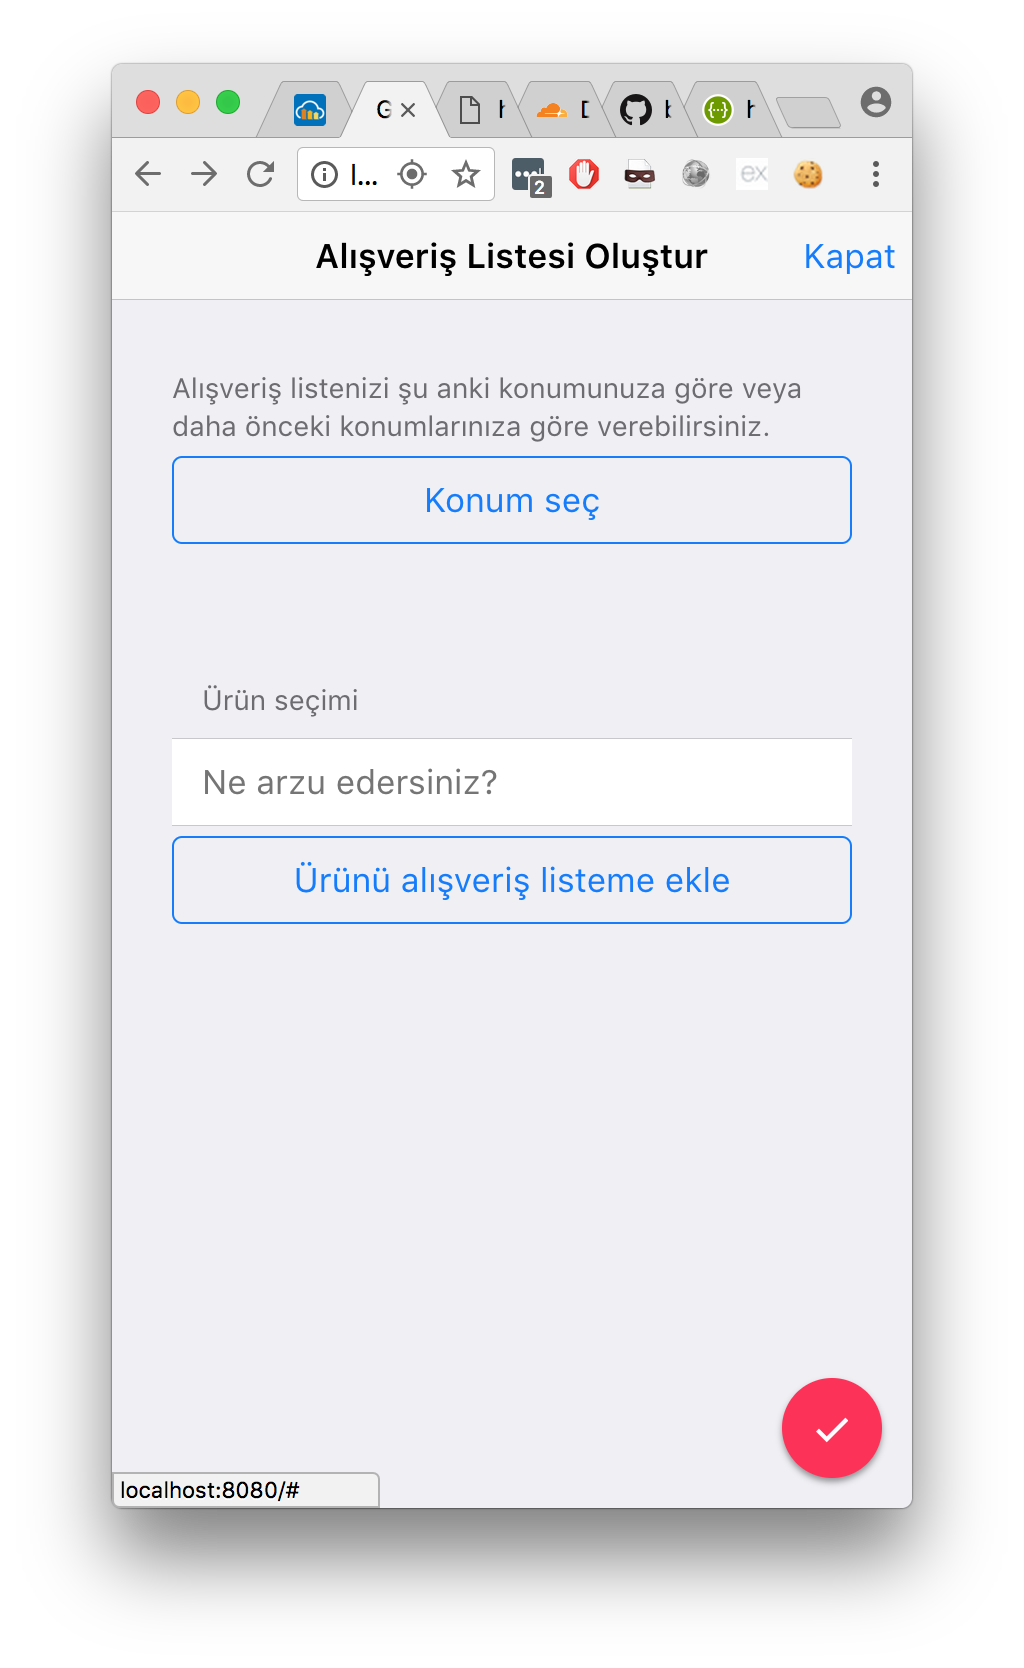 G
l...
2
ex
Alışveriş Listesi Oluştur
Kapat
Alışveriş listenizi şu anki konumunuza göre veya
daha önceki konumlarınıza göre verebilirsiniz.
Konum seç
Ürün seçimi
Ne arzu edersiniz?
Ürünü alışveriş listeme ekle
localhost:8080/#